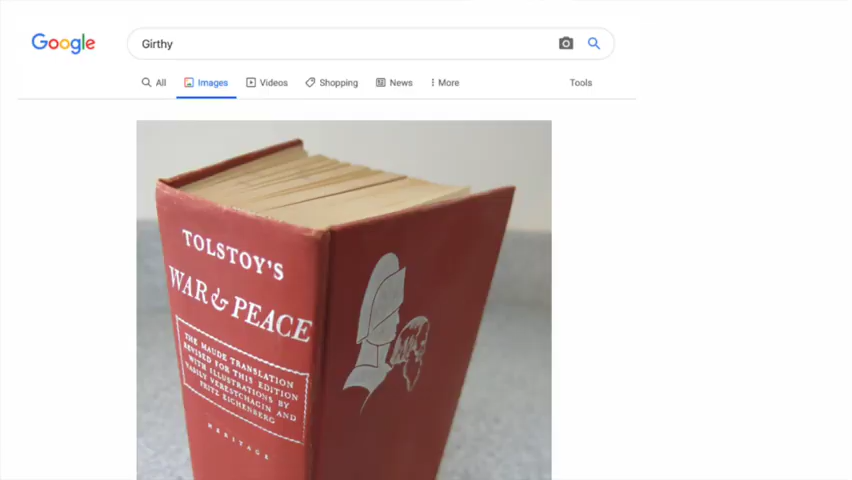 Google
Girthy
All Images Videos Shopping News More Tools
TOLSTOY'S
WAR & PEACE
THE MAUDE TRANSLATION
REVISED FOR THIS EDITION
WITH ILLUSTRATIONS BY
VASILY VERESTCHAGIN AND
FRITZ EICHENBERG
HERITAGE